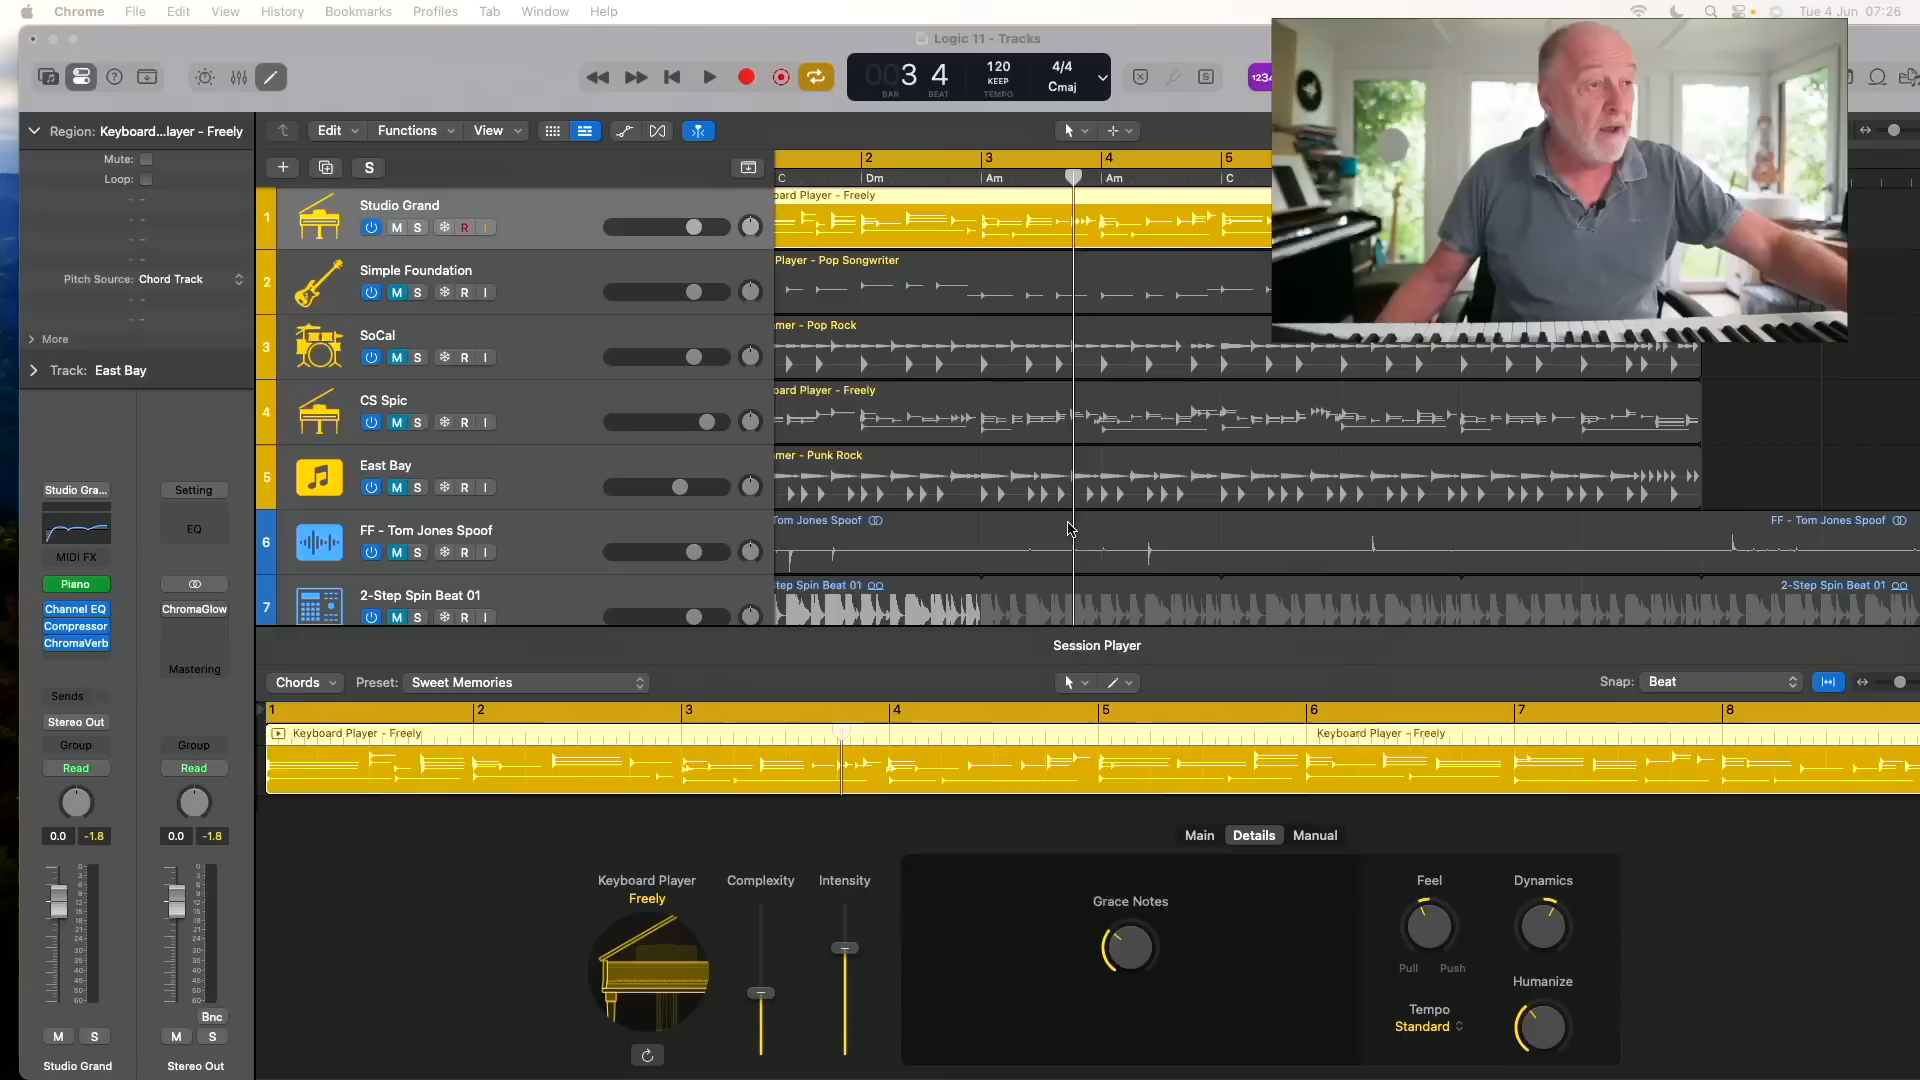 Chrome File Edit View History Bookmarks Profiles Tab Window Help Tue 4 Jun 07:26
Logic 11 - Tracks
003 4 120 4/4
KEEP Cmaj
BAR BEAT TEMPO
1234
Region: Keyboard...layer - Freely
Edit Functions View
Mute:
Loop:
S
2 3 4 5
C Dm Am Am C
- -
- -
- -
- -
Pitch Source: Chord Track
- -
- -
More
Track: East Bay
1 Studio Grand
M S R I
oard Player - Freely
2 Simple Foundation
M S R I
Player - Pop Songwriter
3 SoCal
M S R I
mer - Pop Rock
4 CS Spic
M S R I
oard Player - Freely
5 East Bay
M S R I
mer - Punk Rock
6 FF - Tom Jones Spoof
M S R I
Tom Jones Spoof FF - Tom Jones Spoof
7 2-Step Spin Beat 01
M S R I
Step Spin Beat 01 2-Step Spin Beat 01
Studio Gra... Setting
EQ
MIDI FX
Piano
Channel EQ ChromaGlow
Compressor
ChromaVerb
Mastering
Sends
Stereo Out
Group Group
Read Read
0.0 -1.8 0.0 -1.8
Bnc
M S M S
Studio Grand Stereo Out
Session Player
Chords Preset: Sweet Memories Snap: Beat
1 2 3 4 5 6 7 8
Keyboard Player - Freely Keyboard Player - Freely
Main Details Manual
Keyboard Player Complexity Intensity
Freely
Grace Notes
Feel Dynamics
Pull Push
Humanize
Tempo
Standard